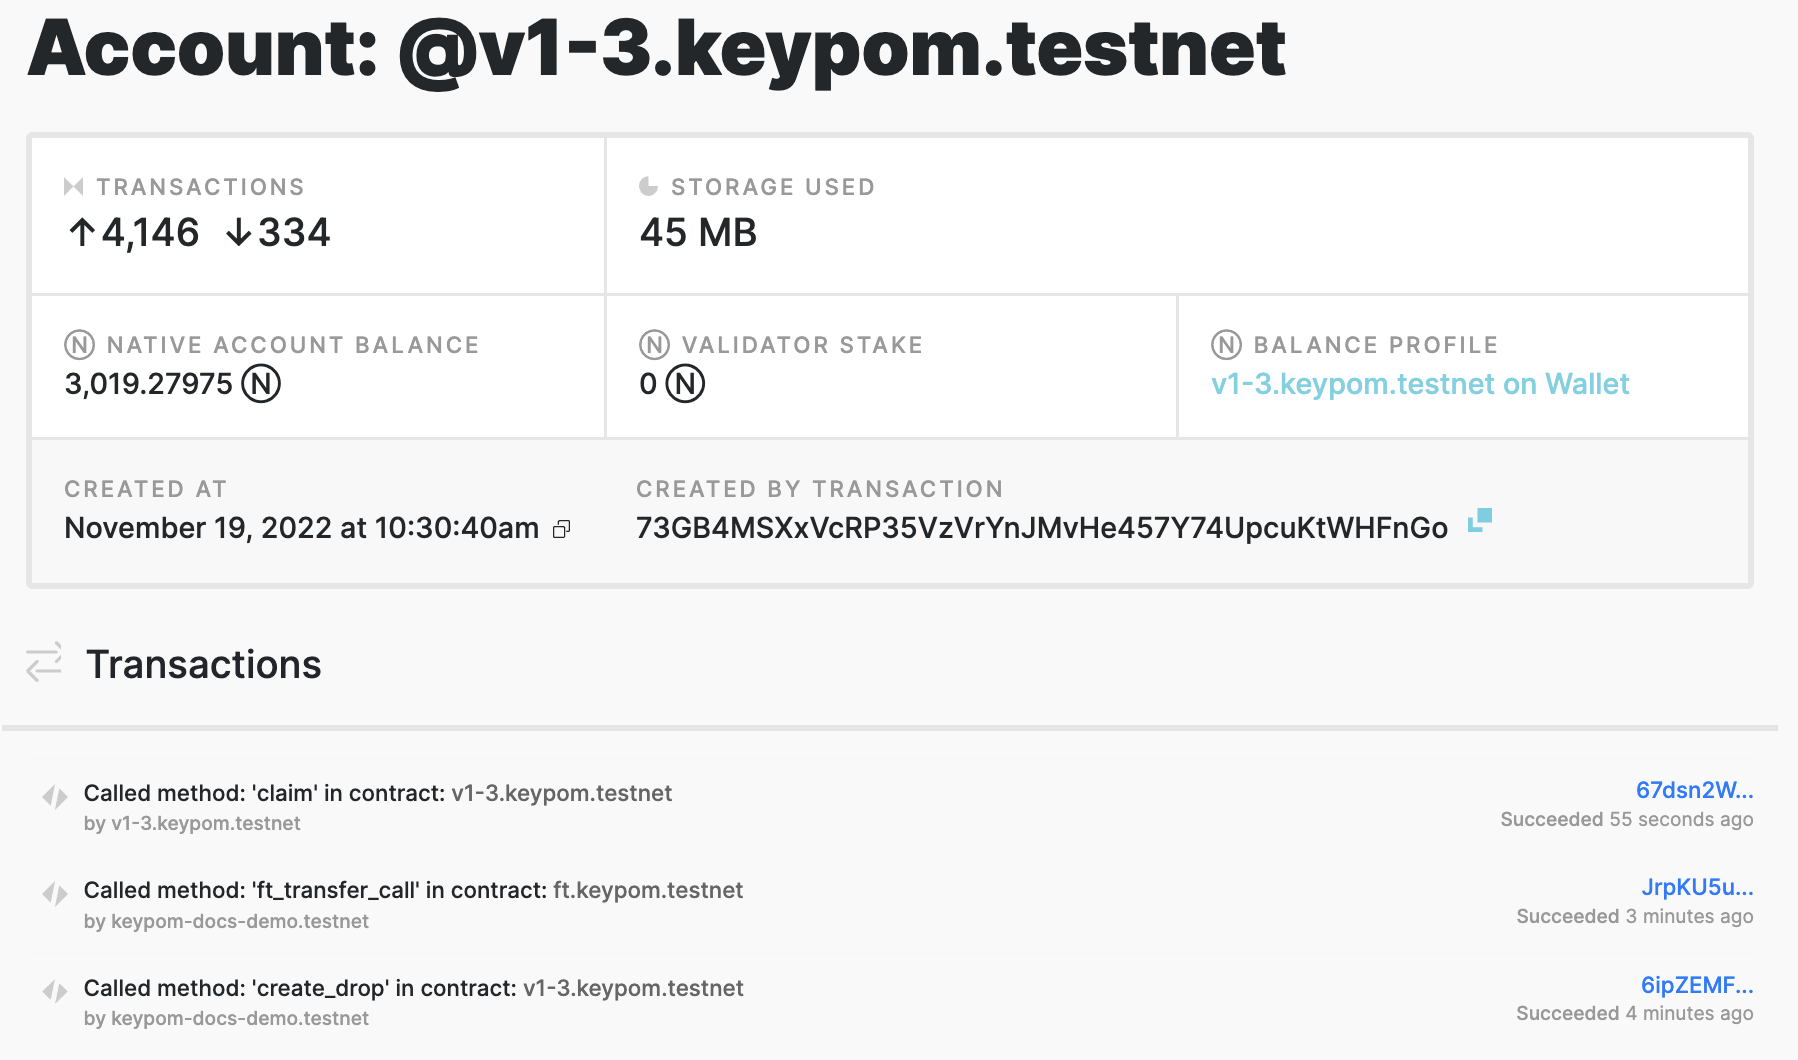 Account: @v1-3.keypom.testnet
TRANSACTIONS
↑4,146 ↓334
STORAGE USED
45 MB
NATIVE ACCOUNT BALANCE
3,019.27975 N
VALIDATOR STAKE
0 N
BALANCE PROFILE
v1-3.keypom.testnet on Wallet
CREATED AT
November 19, 2022 at 10:30:40am
CREATED BY TRANSACTION
73GB4MSXxVcRP35VzVrYnJMvHe457Y74UpcuKtWHFnGo
Transactions
Called method: 'claim' in contract: v1-3.keypom.testnet
by v1-3.keypom.testnet
67dsn2W...
Succeeded 55 seconds ago
Called method: 'ft_transfer_call' in contract: ft.keypom.testnet
by keypom-docs-demo.testnet
JrpKU5u...
Succeeded 3 minutes ago
Called method: 'create_drop' in contract: v1-3.keypom.testnet
by keypom-docs-demo.testnet
6ipZEMF...
Succeeded 4 minutes ago